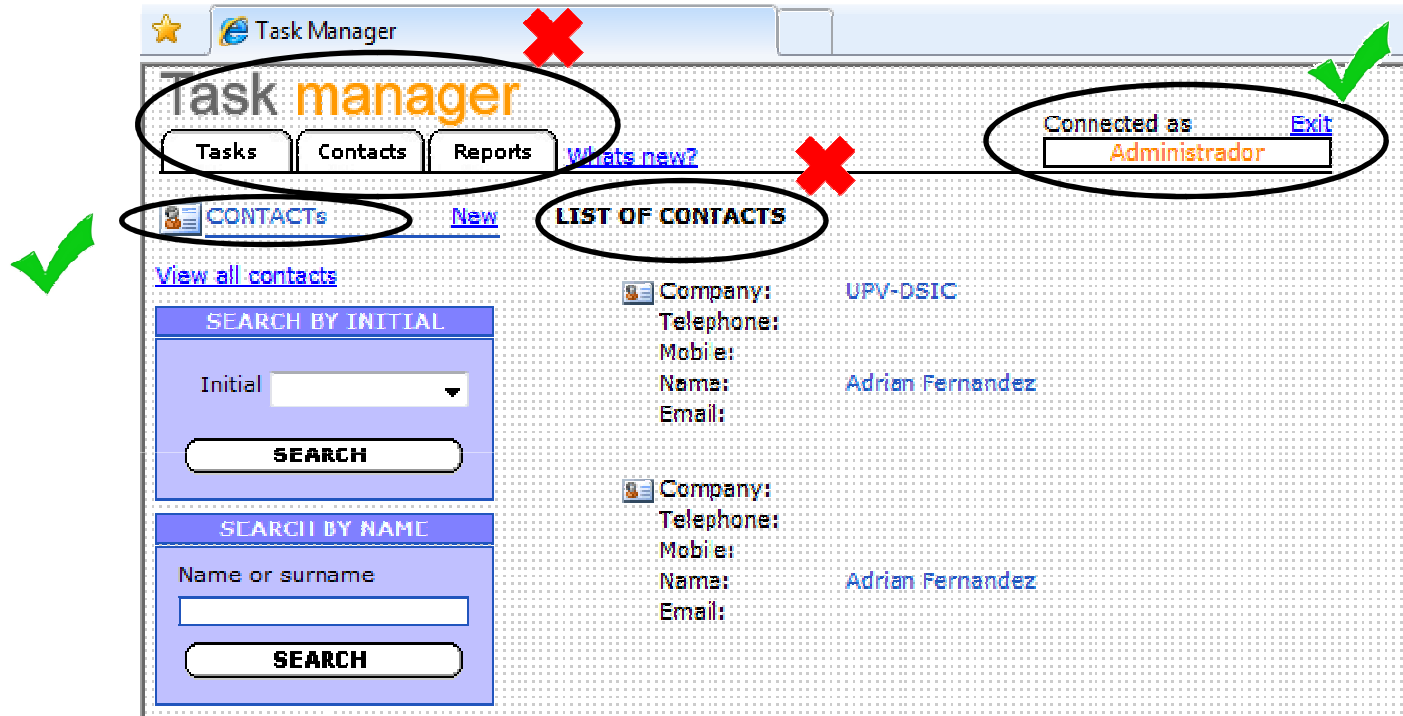 Task Manager
Task manager
Tasks Contacts Reports Whats new?
Connected as Exit
Administrador
CONTACTs New
LIST OF CONTACTS
View all contacts
SEARCH BY INITIAL
Initial
SEARCH
SEARCH BY NAME
Name or surname
SEARCH
Company: UPV-DSIC
Telephone:
Mobile:
Name: Adrian Fernandez
Email:
Company:
Telephone:
Mobile:
Name: Adrian Fernandez
Email: